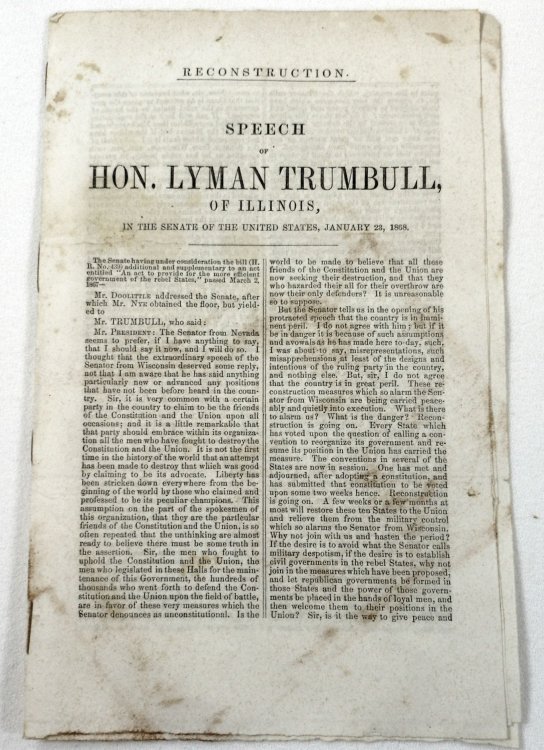 RECONSTRUCTION.
SPEECH
OF
HON. LYMAN TRUMBULL,
OF ILLINOIS,
IN THE SENATE OF THE UNITED STATES, JANUARY 23, 1868.
The Senate having under consideration the bill (H.
R. No. 439) additional and supplementary to an act
entitled "An act to provide for the more efficient
government of the rebel States," passed March 2,
1867—
Mr. DOOLITTLE addressed the Senate, after
which Mr. NYE obtained the floor, but yield-
ed to
Mr. TRUMBULL, who said:
Mr. PRESIDENT: The Senator from Nevada
seems to prefer, if I have anything to say,
that I should say it now, and I will do so. I
thought that the extraordinary speech of the
Senator from Wisconsin deserved some reply,
not that I am aware that he has said anything
particularly new or advanced any positions
that have not been before heard in the coun-
try. Sir, it is very common with a certain
party in the country to claim to be the friends
of the Constitution and Union upon all
occasions; and it is a little remarkable that
that party should embrace within its organiza-
tion all the men who have fought to destroy the
Constitution and the Union. It is not the first
time in the history of the world that an attempt
has been made to destroy that which was good
by claiming to be its advocate. Liberty has
been stricken down everywhere from the be-
ginning of the world by those who claimed and
professed to be its peculiar champions. This
assumption on the part of the spokesmen of
this organization, that they are the particular
friends of the Constitution and the Union, is so
often repeated that the unthinking are almost
ready to believe there must be some truth in
the assertion. Sir, the men who fought to
uphold the Constitution and the Union, the
men who legislated in these Halls for the main-
tenance of this Government, the hundreds of
thousands who went forth to defend the Con-
stitution and the Union upon the field of battle,
are in favor of these very measures which the
Senator denounces as unconstitutional. Is the
world to be made to believe that all these
friends of the Constitution and the Union are
now seeking their destruction, and that they
who hazarded their all for their overthrow are
now their only defenders? It is unreasonable
so to suppose.
But the Senator tells us in the opening of his
protracted speech that the country is in immi-
nent peril. I do not agree with him; but if it
be in danger it is because of such assumptions
and avowals as he has made here to-day, such,
I was about to say, misrepresentations, such
misapprehensions at least of the designs and
intentions of the ruling party in the country,
and nothing else. But, sir, I do not agree
that the country is in great peril. These re-
construction measures which so alarm the Sen-
ator from Wisconsin are being carried peace-
ably and quietly into execution. What is there
to alarm us? What is the danger? Recon-
struction is going on. Every State which
has voted upon the question of calling a con-
vention to reorganize its government and re-
sume its position in the Union has carried the
measure. The conventions in several of the
States are now in session. One has met and
adjourned, after adopting a constitution, and
has submitted that constitution to be voted
upon some two weeks hence. Reconstruction
is going on. A few weeks or a few months at
most will restore these ten States to the Union
and relieve them from the military control
which so alarms the Senator from Wisconsin.
Why not join with us and hasten the period?
If the desire is to avoid what the Senator calls
military despotism, if the desire is to establish
civil governments in the rebel States, why not
join in the measures which have been proposed,
and let republican governments be formed in
those States and the power of those govern-
ments be placed in the hands of loyal men, and
then welcome them to their positions in the
Union? Sir, is it the way to give peace and